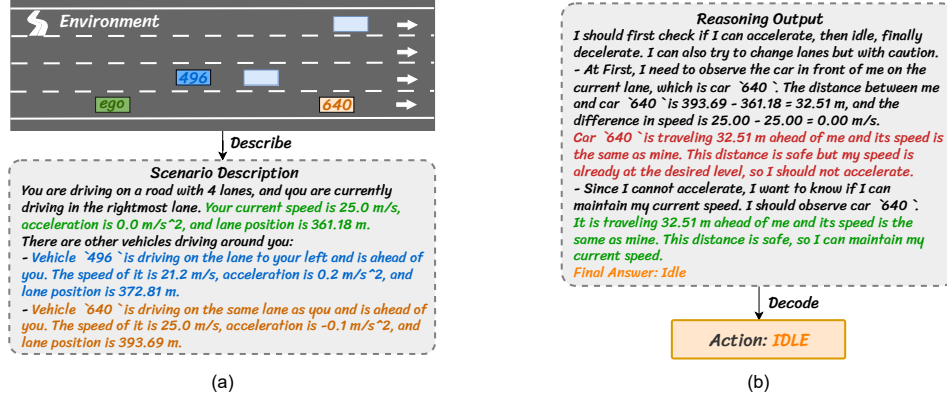 Environment
496
ego
640
Describe
Scenario Description
You are driving on a road with 4 lanes, and you are currently
driving in the rightmost lane. Your current speed is 25.0 m/s,
acceleration is 0.0 m/s^2, and lane position is 361.18 m.
There are other vehicles driving around you:
- Vehicle `496` is driving on the lane to your left and is ahead of
you. The speed of it is 21.2 m/s, acceleration is 0.2 m/s^2, and
lane position is 372.81 m.
- Vehicle `640` is driving on the same lane as you and is ahead of
you. The speed of it is 25.0 m/s, acceleration is -0.1 m/s^2, and
lane position is 393.69 m.
(a)
Reasoning Output
I should first check if I can accelerate, then idle, finally
decelerate. I can also try to change lanes but with caution.
- At First, I need to observe the car in front of me on the
current lane, which is car `640`. The distance between me
and car `640` is 393.69 - 361.18 = 32.51 m, and the
difference in speed is 25.00 - 25.00 = 0.00 m/s.
Car `640` is traveling 32.51 m ahead of me and its speed is
the same as mine. This distance is safe but my speed is
already at the desired level, so I should not accelerate.
- Since I cannot accelerate, I want to know if I can
maintain my current speed. I should observe car `640`.
It is traveling 32.51 m ahead of me and its speed is the
same as mine. This distance is safe, so I can maintain my
current speed.
Final Answer: Idle
Decode
Action: IDLE
(b)